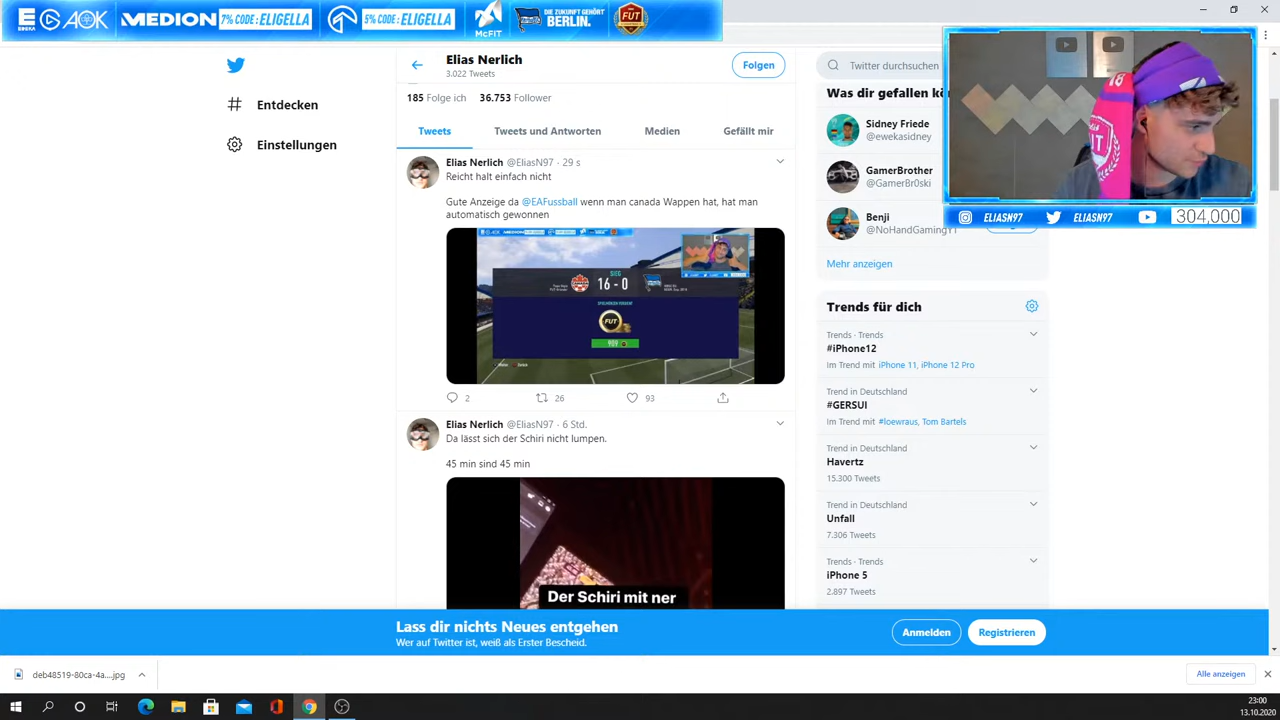 AOK
MEDION
7% CODE : ELIGELLA
5% CODE : ELIGELLA
McFIT
DIE ZUKUNFT GEHÖRT
BERLIN.
FUT
Elias Nerlich
3.022 Tweets
Folgen
Twitter durchsuchen
Entdecken
Einstellungen
185 Folge ich 36.753 Follower
Tweets
Tweets und Antworten
Medien
Gefällt mir
Elias Nerlich @EliasN97 · 29 s
Reicht halt einfach nicht
Gute Anzeige da @EAFussball wenn man canada Wappen hat, hat man
automatisch gewonnen
SIEG
16 - 0
FUT
2
26
93
Elias Nerlich @EliasN97 · 6 Std.
Da lässt sich der Schiri nicht lumpen.
45 min sind 45 min
Der Schiri mit ner
Was dir gefallen kö
Sidney Friede
@ewekasidney
GamerBrother
@GamerBr0ski
Benji
@NoHandGamingYT
Mehr anzeigen
ELIASN97
ELIASN97
304,000
Trends für dich
Trends · Trends
#iPhone12
Im Trend mit iPhone 11, iPhone 12 Pro
Trend in Deutschland
#GERSUI
Im Trend mit #loewraus, Tom Bartels
Trend in Deutschland
Havertz
15.300 Tweets
Trend in Deutschland
Unfall
7.306 Tweets
Trends · Trends
iPhone 5
2.897 Tweets
Lass dir nichts Neues entgehen
Wer auf Twitter ist, weiß als Erster Bescheid.
Anmelden
Registrieren
deb48519-80ca-4a....jpg
Alle anzeigen
23:00
13.10.2020